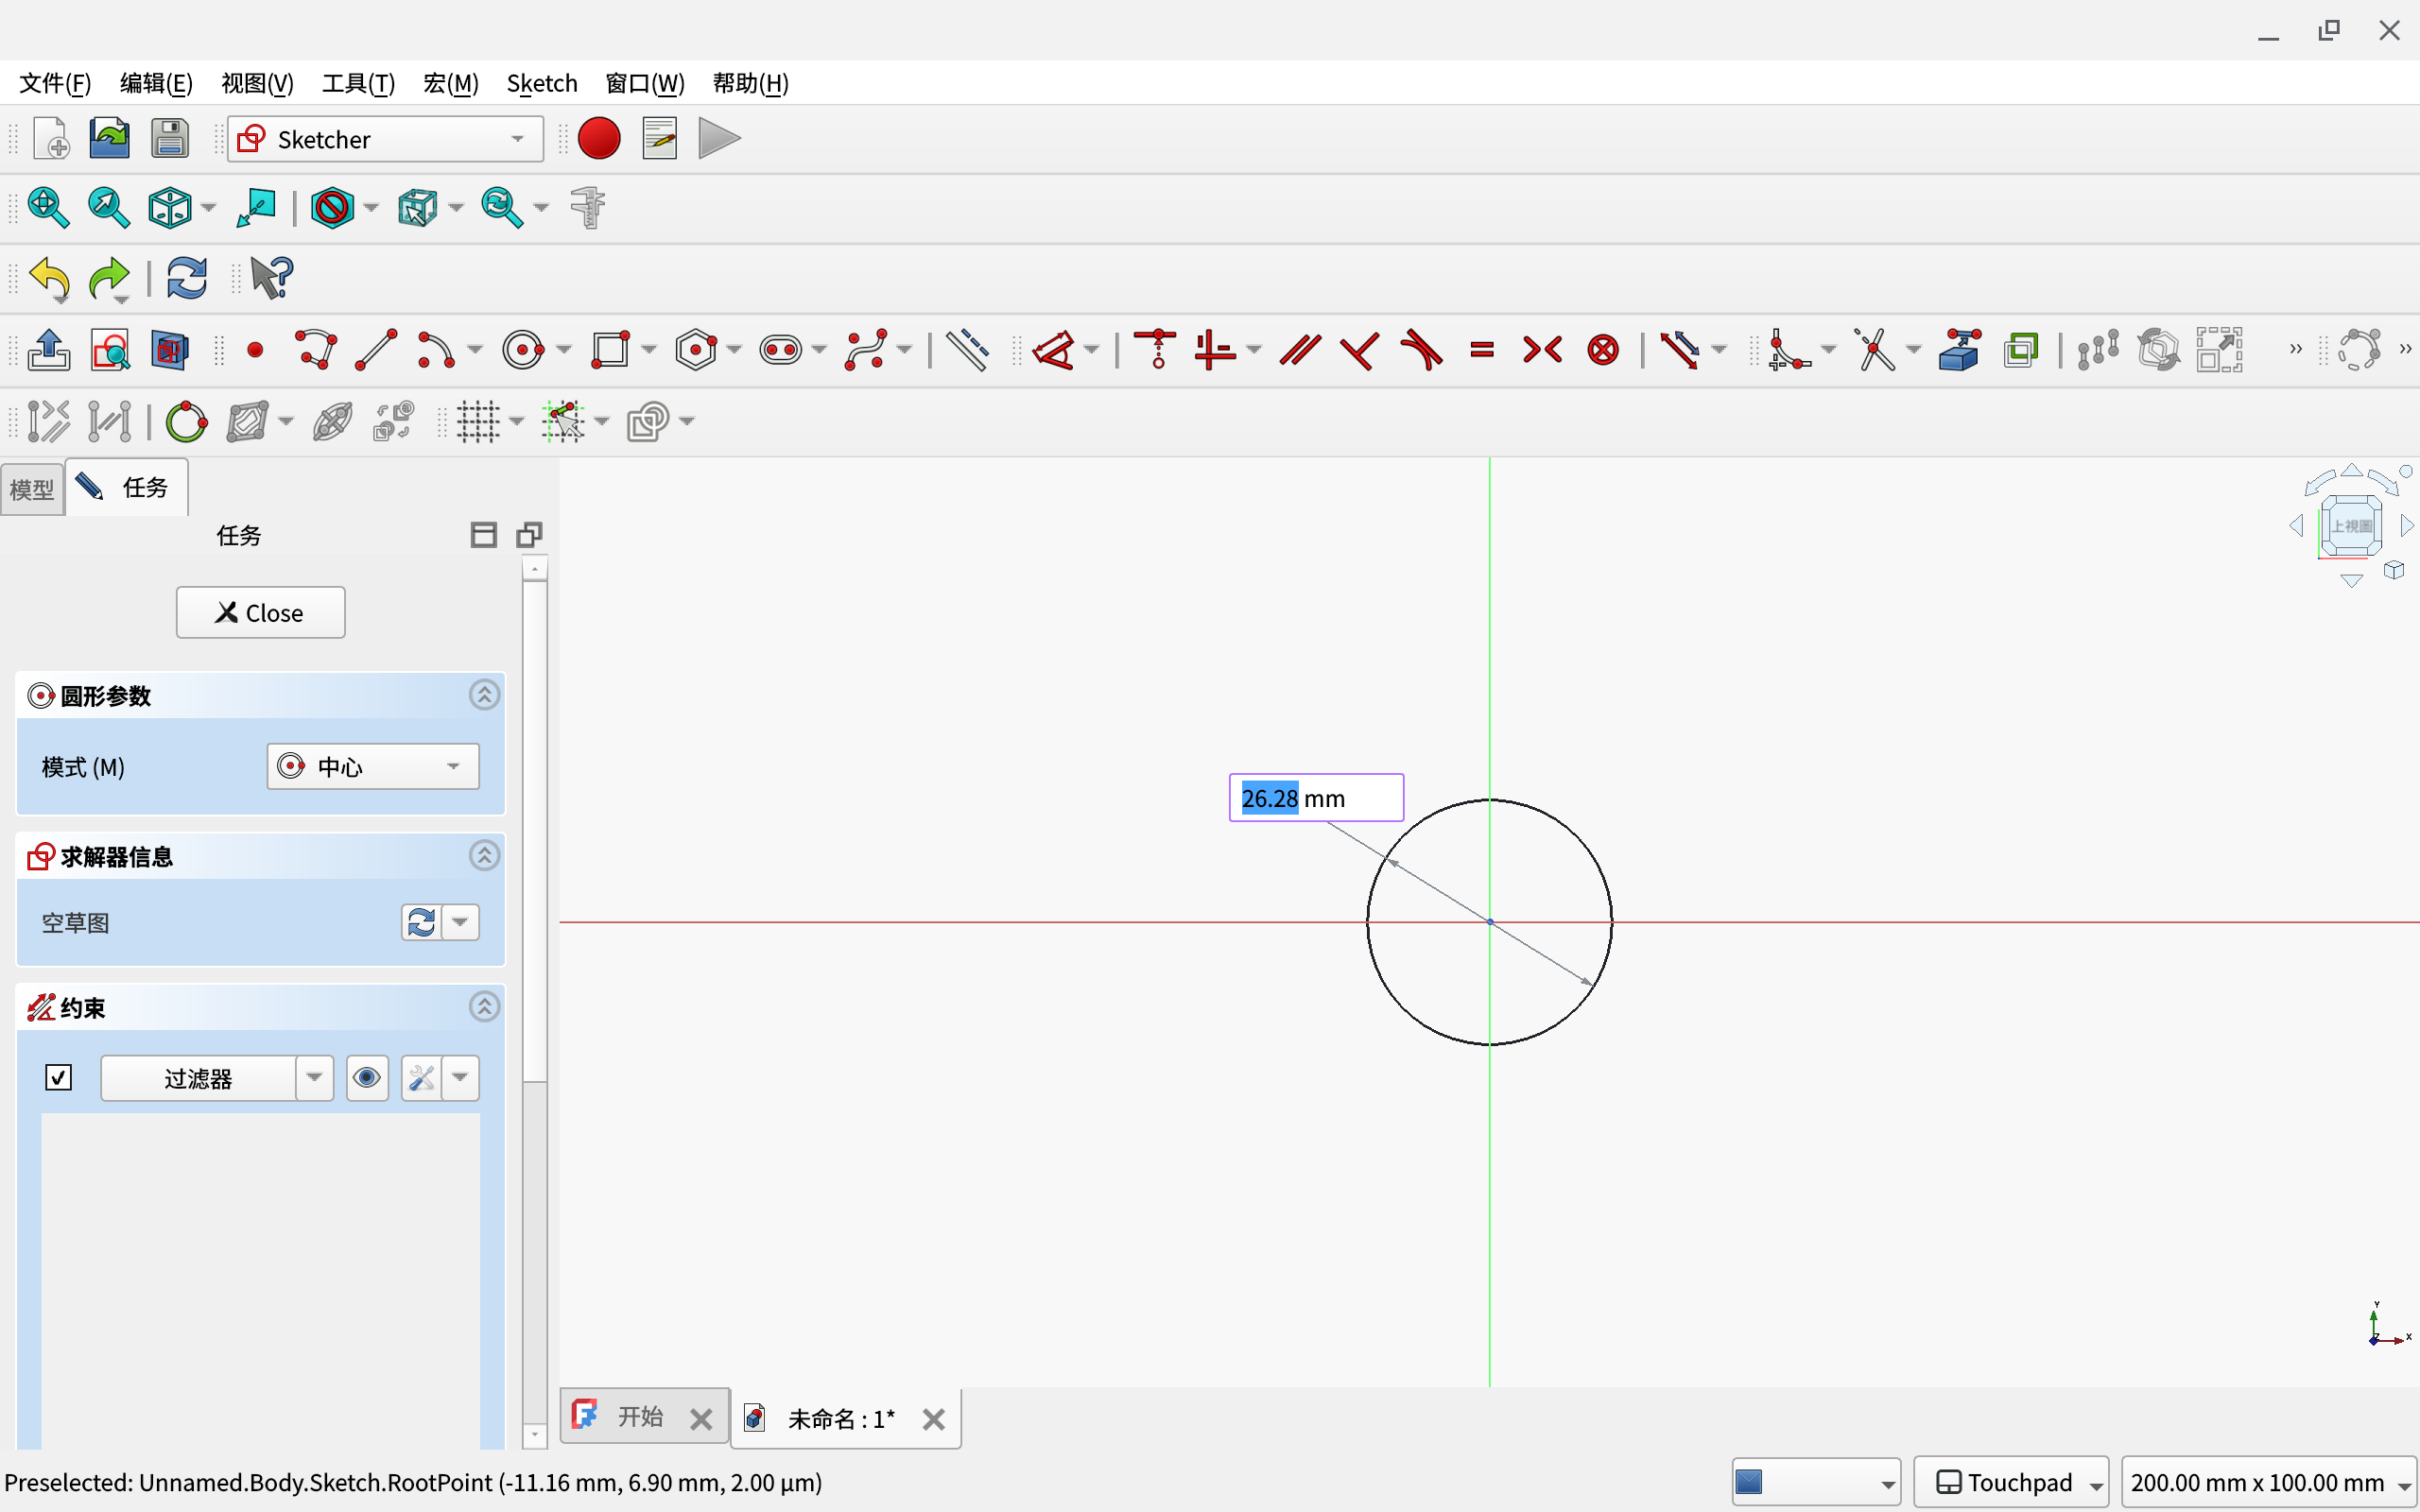 文件(F) 编辑(E) 视图(V) 工具(T) 宏(M) Sketch 窗口(W) 帮助(H)
Sketcher
模型 任务
任务
Close
圆形参数
模式 (M) 中心
求解器信息
空草图
约束
过滤器
26.28 mm
上視圖
Y
Z
X
开始 未命名 : 1*
Preselected: Unnamed.Body.Sketch.RootPoint (-11.16 mm, 6.90 mm, 2.00 µm) Touchpad 200.00 mm x 100.00 mm